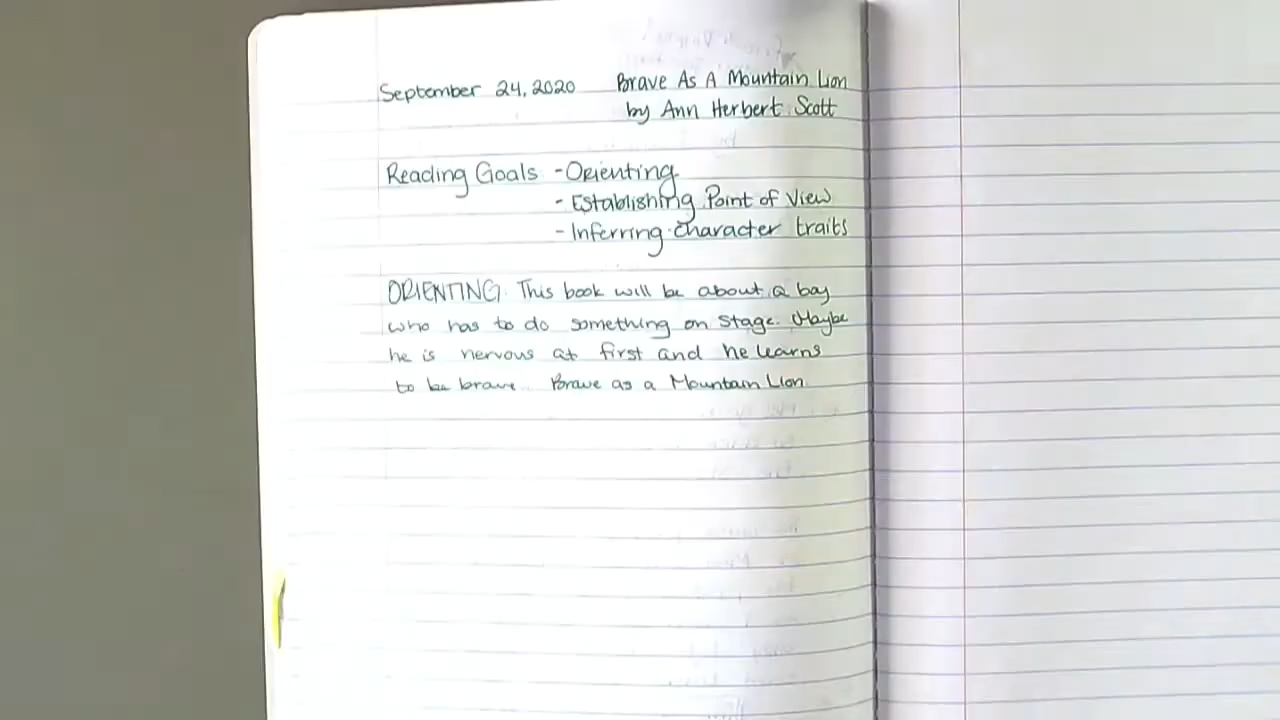 September 24, 2020 Brave As A Mountain Lion
by Ann Herbert Scott
Reading Goals - Orienting
- Establishing Point of View
- Inferring character traits
ORIENTING: This book will be about a boy
who has to do something on stage. Maybe
he is nervous at first and he learns
to be brave. Brave as a Mountain Lion.